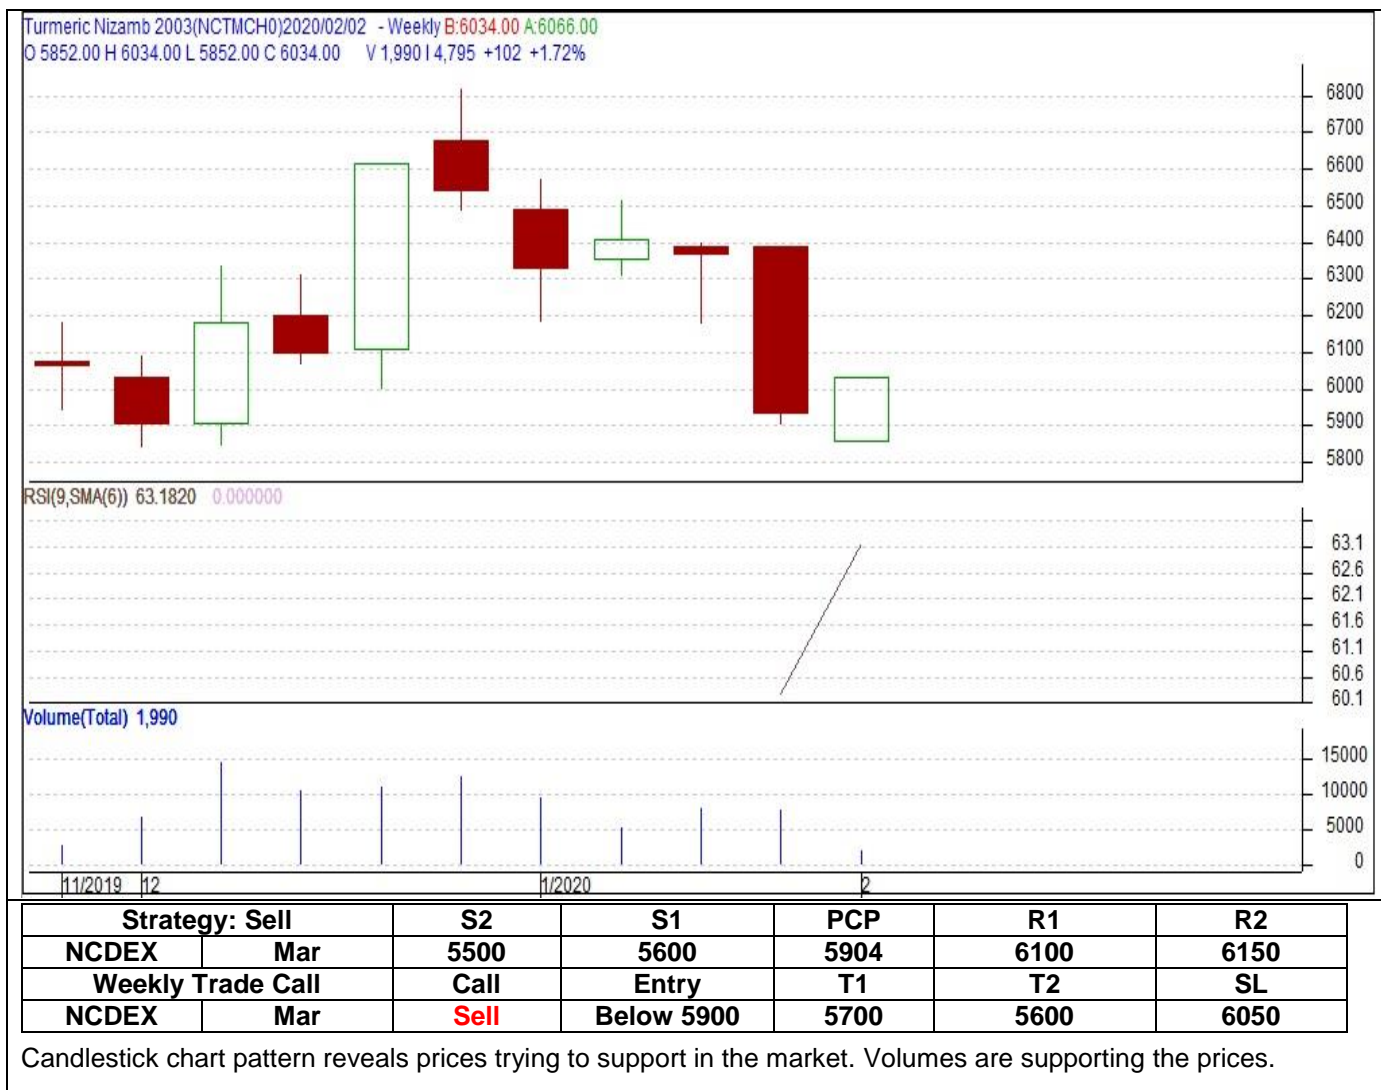 Turmeric Nizamb 2003(NCTMCH0)2020/02/02 - Weekly B:6034.00 A:6066.00
O 5852.00 H 6034.00 L 5852.00 C 6034.00 V 1,990 I 4,795 +102 +1.72%
6800
6700
6600
6500
6400
6300
6200
6100
6000
5900
5800
RSI(9,SMA(6)) 63.1820 0.000000
63.1
62.6
62.1
61.6
61.1
60.6
60.1
Volume(Total) 1,990
15000
10000
5000
0
11/2019 12 1/2020 2
Strategy: Sell S2 S1 PCP R1 R2
NCDEX Mar 5500 5600 5904 6100 6150
Weekly Trade Call Call Entry T1 T2 SL
NCDEX Mar Sell Below 5900 5700 5600 6050
Candlestick chart pattern reveals prices trying to support in the market. Volumes are supporting the prices.